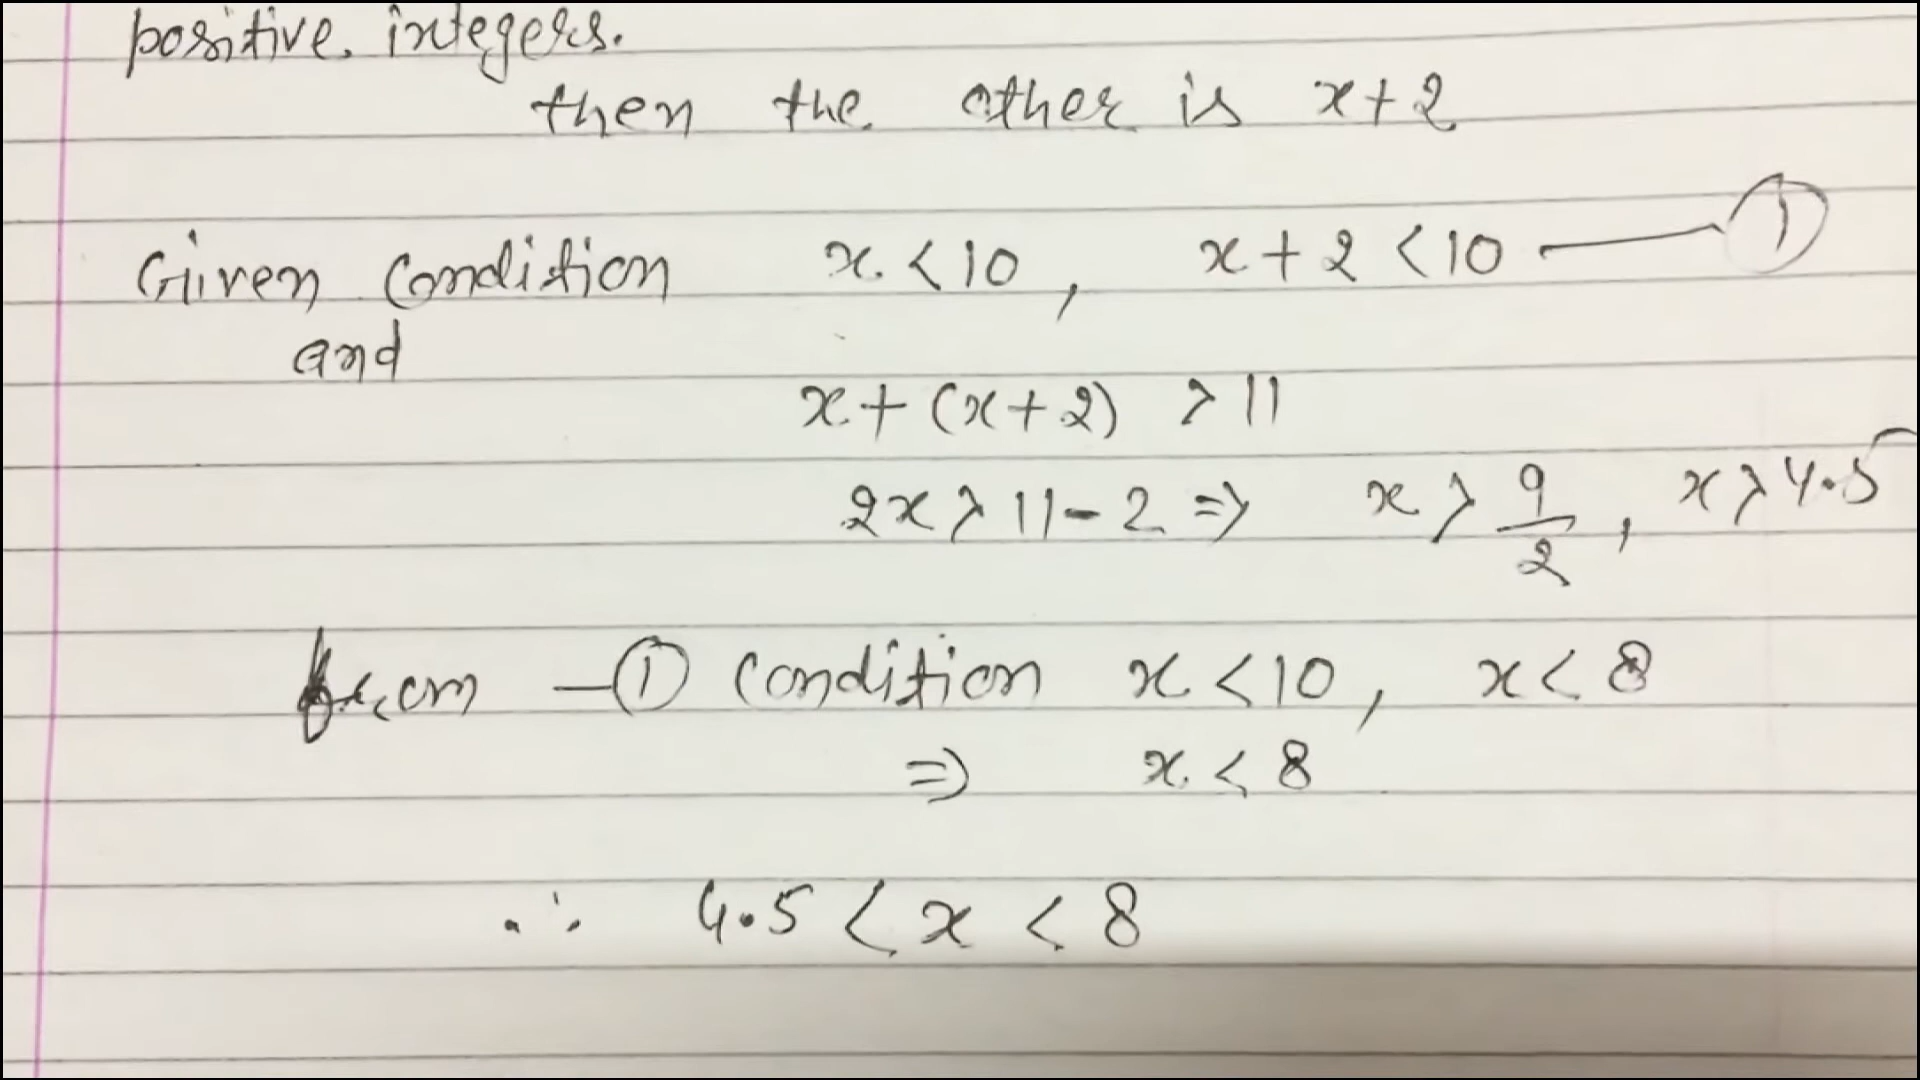 positive. integers.
then the other is x+2
Given Condition x < 10, x+2 < 10 — ①
and
x + (x+2) > 11
2x > 11 - 2 ⇒ x > 9/2, x > 4.5
from — ① condition x < 10, x < 8
⇒ x < 8
∴ 4.5 < x < 8